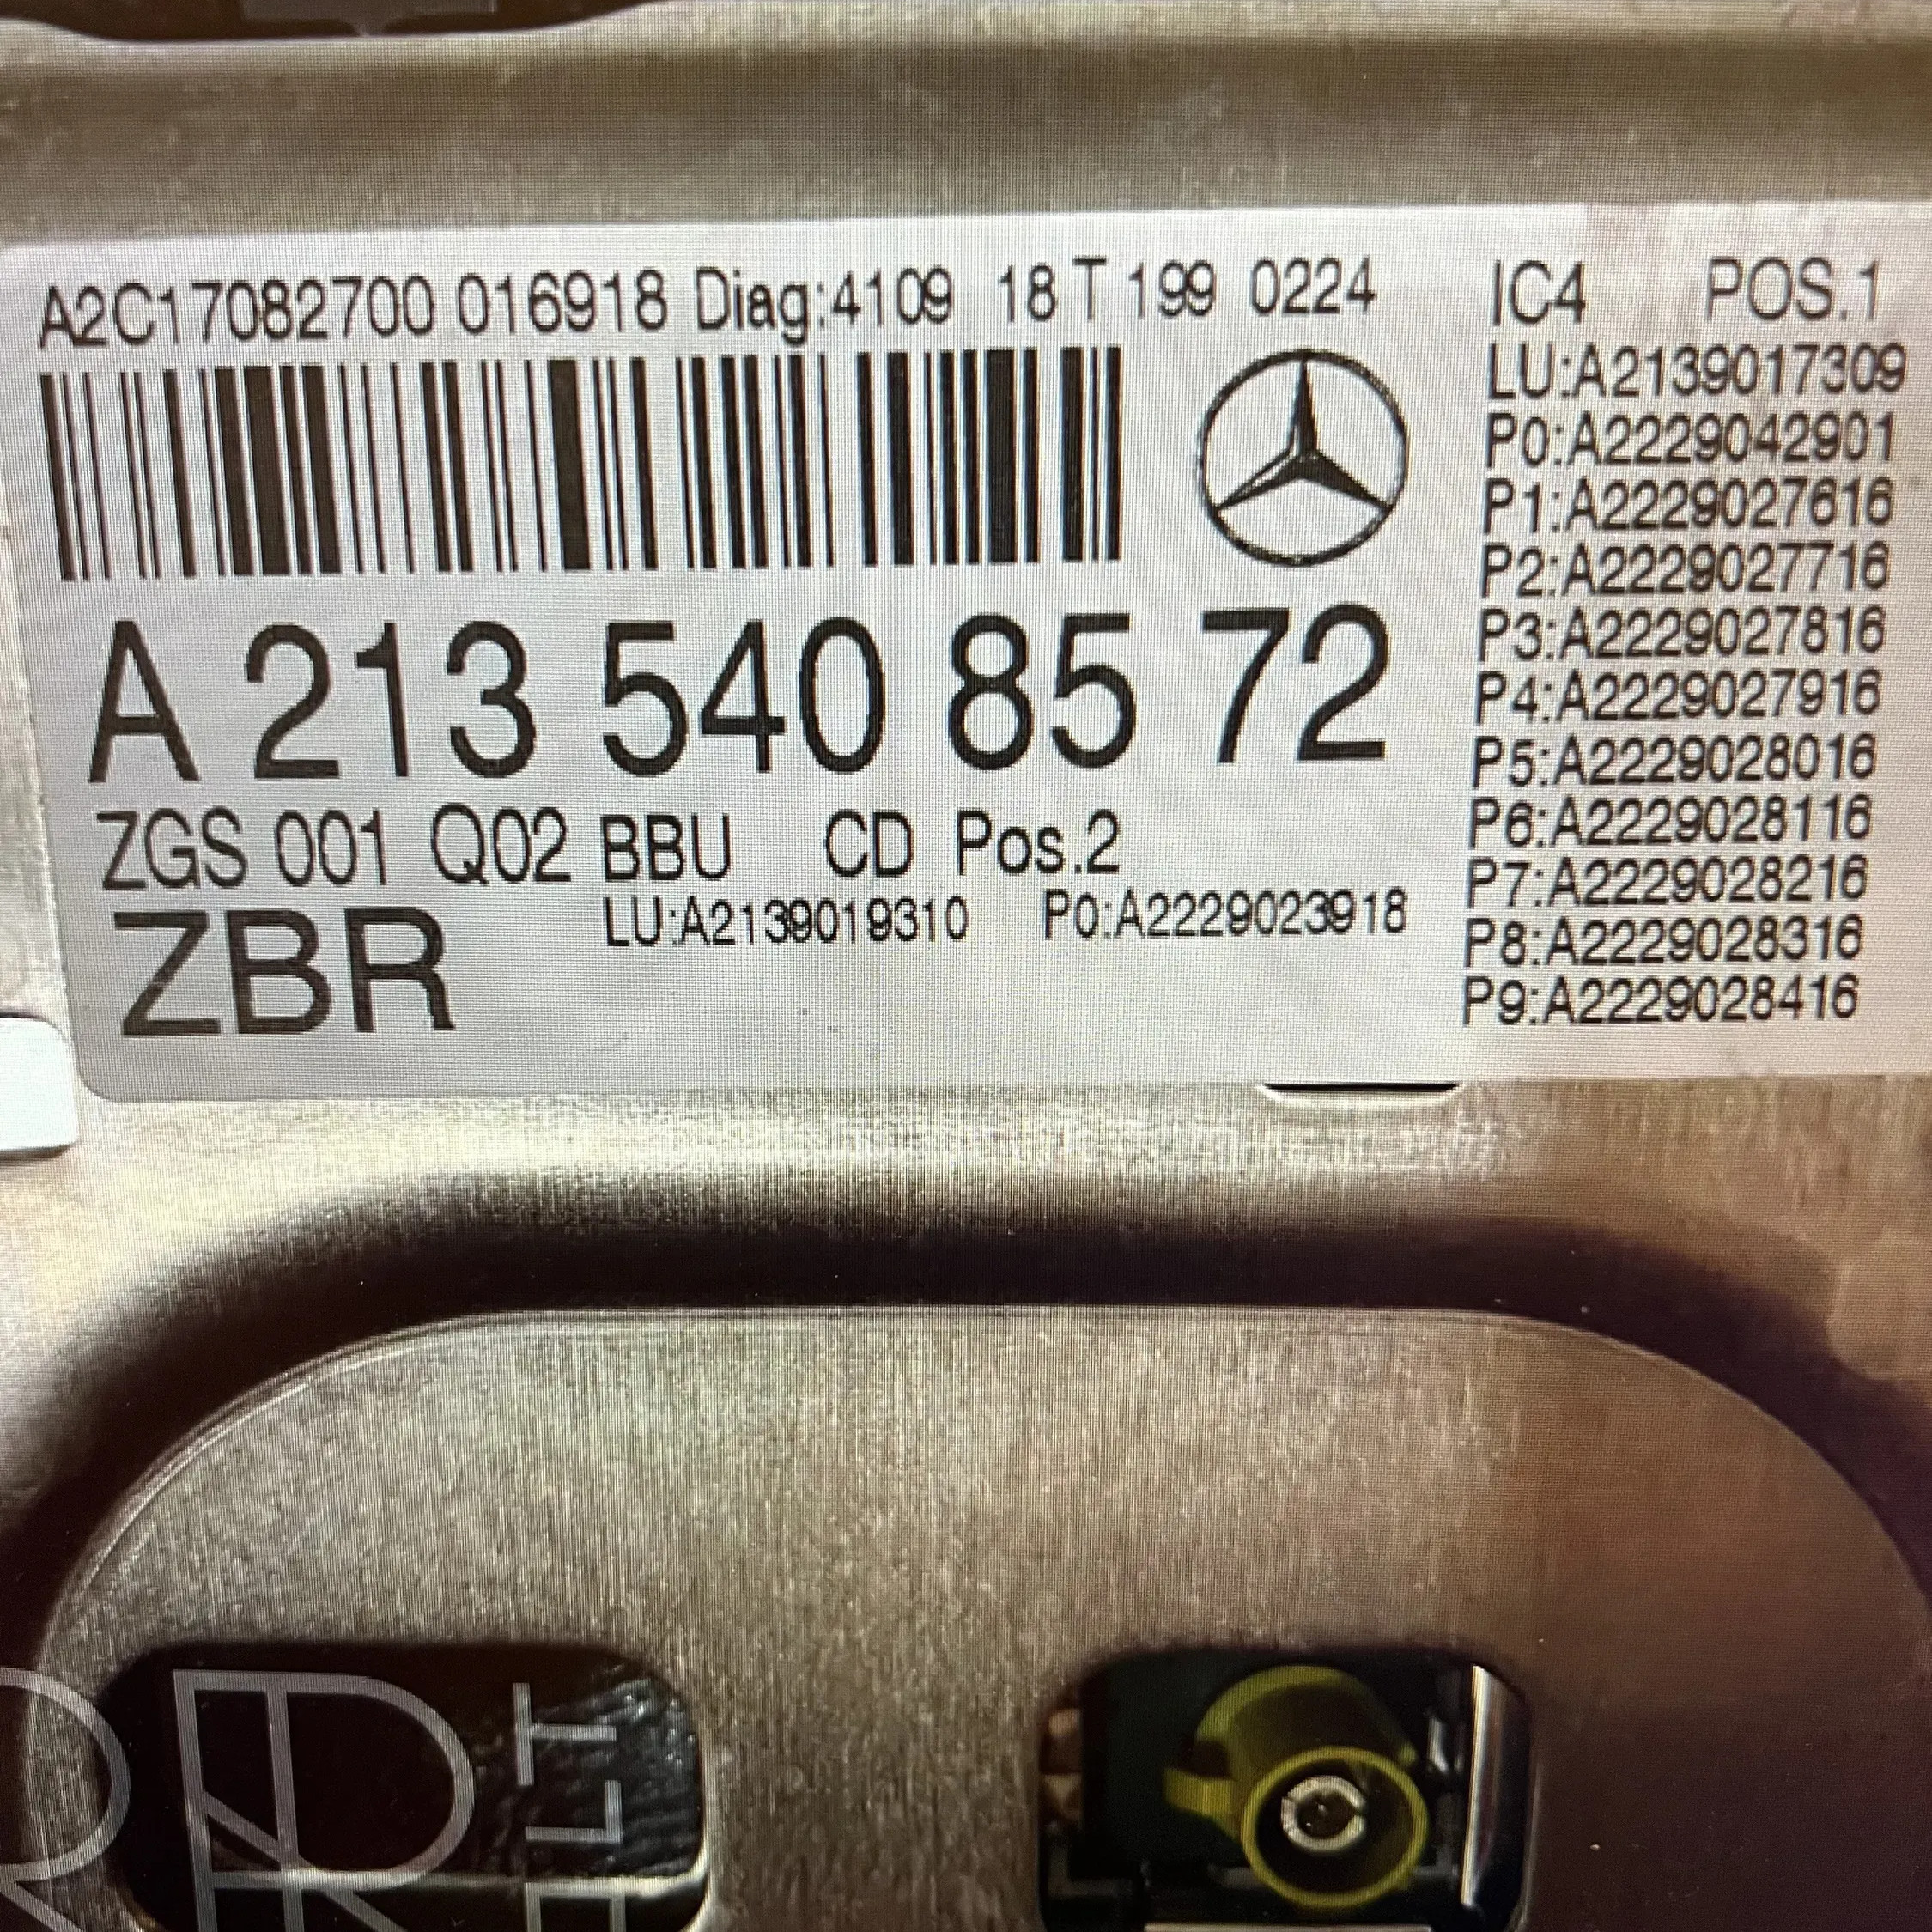 A2C17082700 016918 Diag:4109 18 T 199 0224
A 213 540 85 72
ZGS 001 Q02 BBU CD Pos.2
LU:A2139019310 P0:A2229023918
ZBR
IC4 POS.1
LU:A2139017309
P0:A2229042901
P1:A2229027616
P2:A2229027716
P3:A2229027816
P4:A2229027916
P5:A2229028016
P6:A2229028116
P7:A2229028216
P8:A2229028316
P9:A2229028416